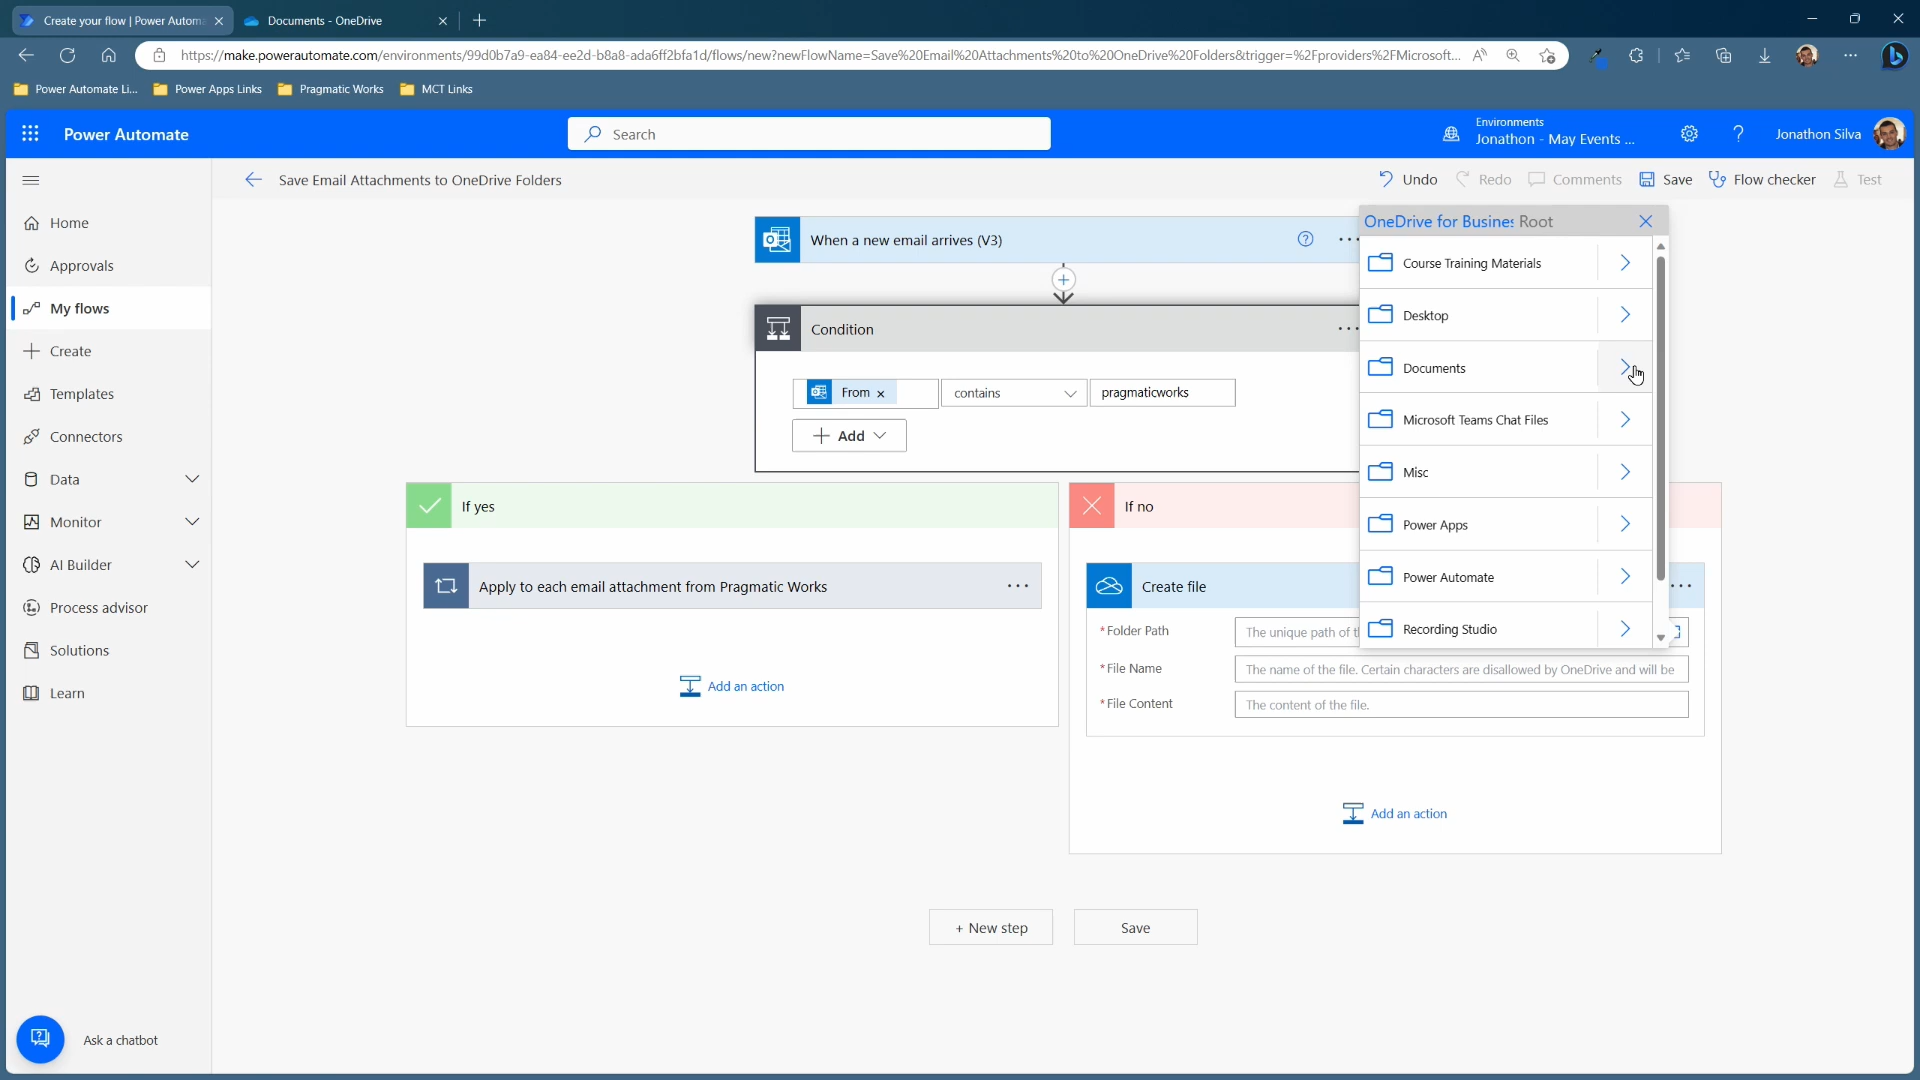 Create your flow | Power Autom
Documents - OneDrive
https://make.powerautomate.com/environments/99d0b7a9-ea84-ee2d-b8a8-ada6ff2bfa1d/flows/new?newFlowName=Save%20Email%20Attachments%20to%20OneDrive%20Folders&trigger=%2Fproviders%2FMicrosoft...
Power Automate Li...
Power Apps Links
Pragmatic Works
MCT Links
Power Automate
Search
Environments
Jonathon - May Events ...
Jonathon Silva
Save Email Attachments to OneDrive Folders
Undo
Redo
Comments
Save
Flow checker
Test
Home
Approvals
My flows
Create
Templates
Connectors
Data
Monitor
AI Builder
Process advisor
Solutions
Learn
Ask a chatbot
When a new email arrives (V3)
Condition
From
contains
pragmaticworks
Add
If yes
Apply to each email attachment from Pragmatic Works
Add an action
If no
Create file
* Folder Path
The unique path of t
* File Name
The name of the file. Certain characters are disallowed by OneDrive and will be
* File Content
The content of the file.
Add an action
OneDrive for Busines Root
Course Training Materials
Desktop
Documents
Microsoft Teams Chat Files
Misc
Power Apps
Power Automate
Recording Studio
+ New step
Save